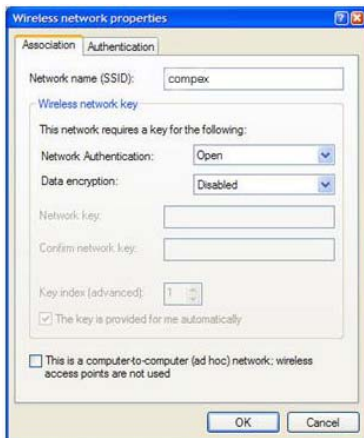 Wireless network properties
Association
Authentication
Network name (SSID):
compex
Wireless network key
This network requires a key for the following:
Network Authentication:
Open
Data encryption:
Disabled
Network key:
Confirm network key:
Key index (advanced):
1
The key is provided for me automatically
This is a computer-to-computer (ad hoc) network; wireless
access points are not used
OK
Cancel